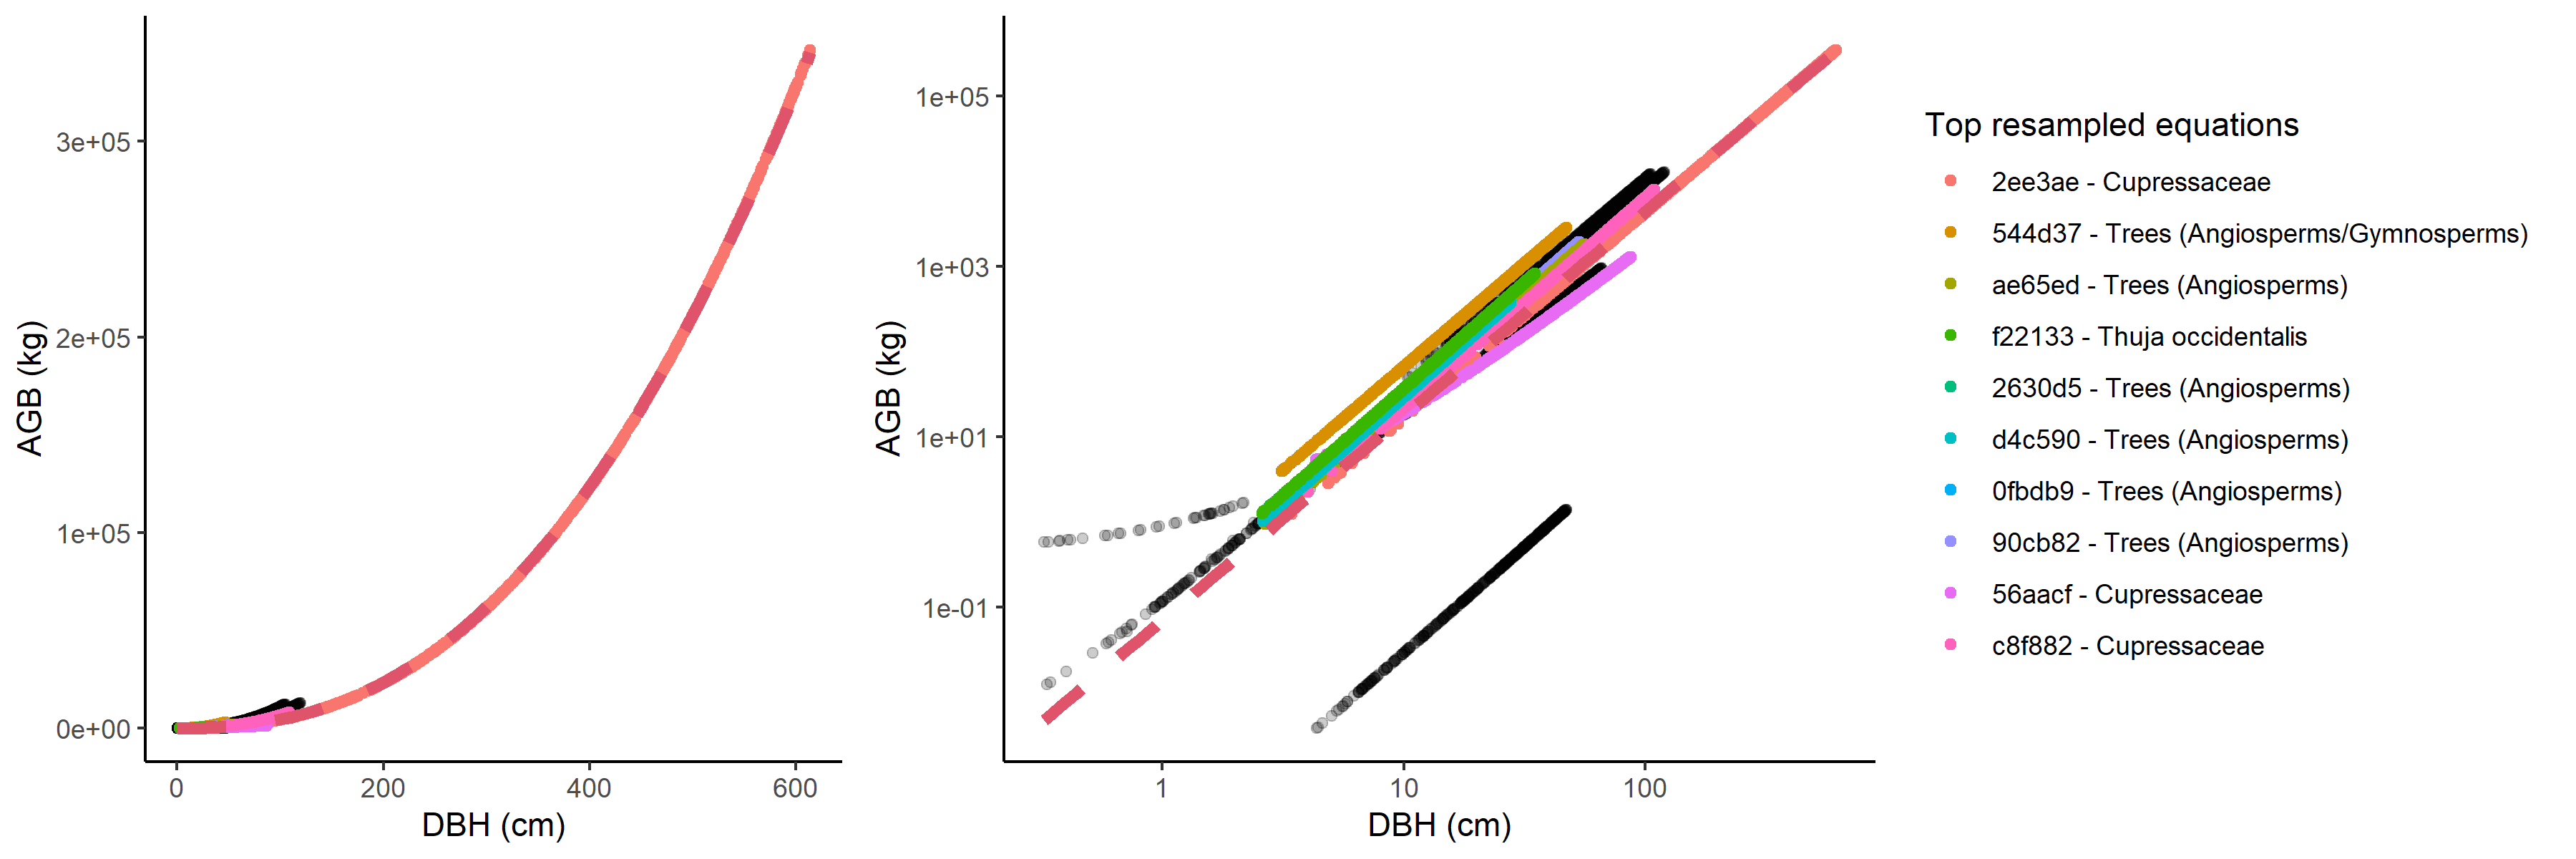 AGB (kg)
3e+05
2e+05
1e+05
0e+00
0
200
400
600
DBH (cm)
AGB (kg)
1e+05
1e+03
1e+01
1e-01
1
10
100
DBH (cm)
Top resampled equations
2ee3ae - Cupressaceae
544d37 - Trees (Angiosperms/Gymnosperms)
ae65ed - Trees (Angiosperms)
f22133 - Thuja occidentalis
2630d5 - Trees (Angiosperms)
d4c590 - Trees (Angiosperms)
0fbdb9 - Trees (Angiosperms)
90cb82 - Trees (Angiosperms)
56aacf - Cupressaceae
c8f882 - Cupressaceae